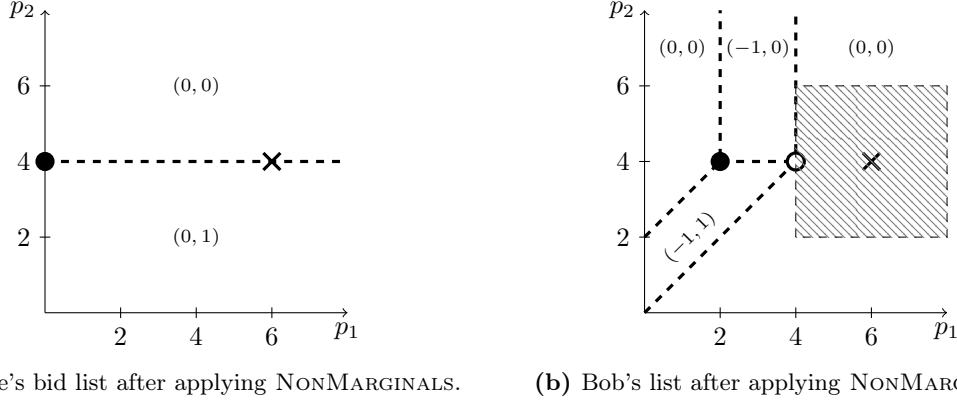 p₂
6
4
2
(0, 0)
(0, 1)
2 4 6 p₁
e's bid list after applying NONMARGINALS.
p₂
6
4
2
(0, 0) (−1, 0) (0, 0)
(−1, 1)
2 4 6 p₁
(b) Bob's list after applying NONMARG